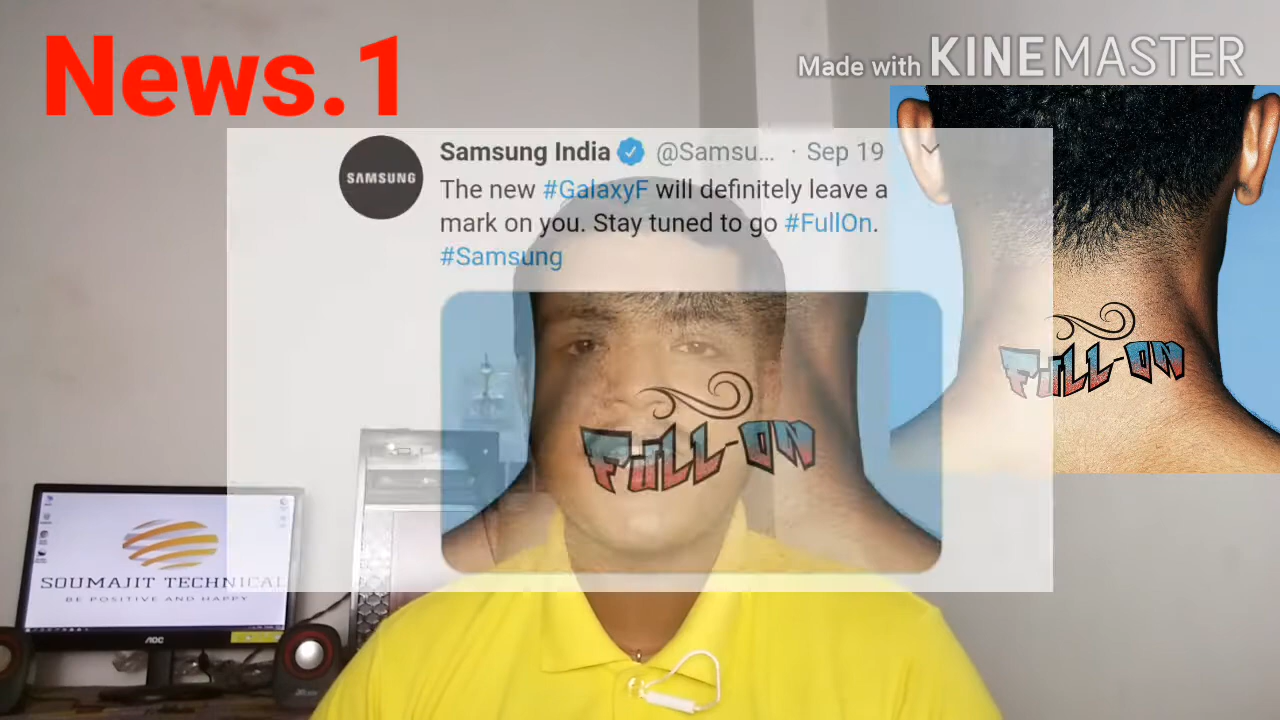 News.1
Made with KINEMASTER
Samsung India @Samsu... · Sep 19
SAMSUNG
The new #GalaxyF will definitely leave a
mark on you. Stay tuned to go #FullOn.
#Samsung
FULL-ON
FULL-ON
SOUMAJIT TECHNICAL
BE POSITIVE AND HAPPY
AOC